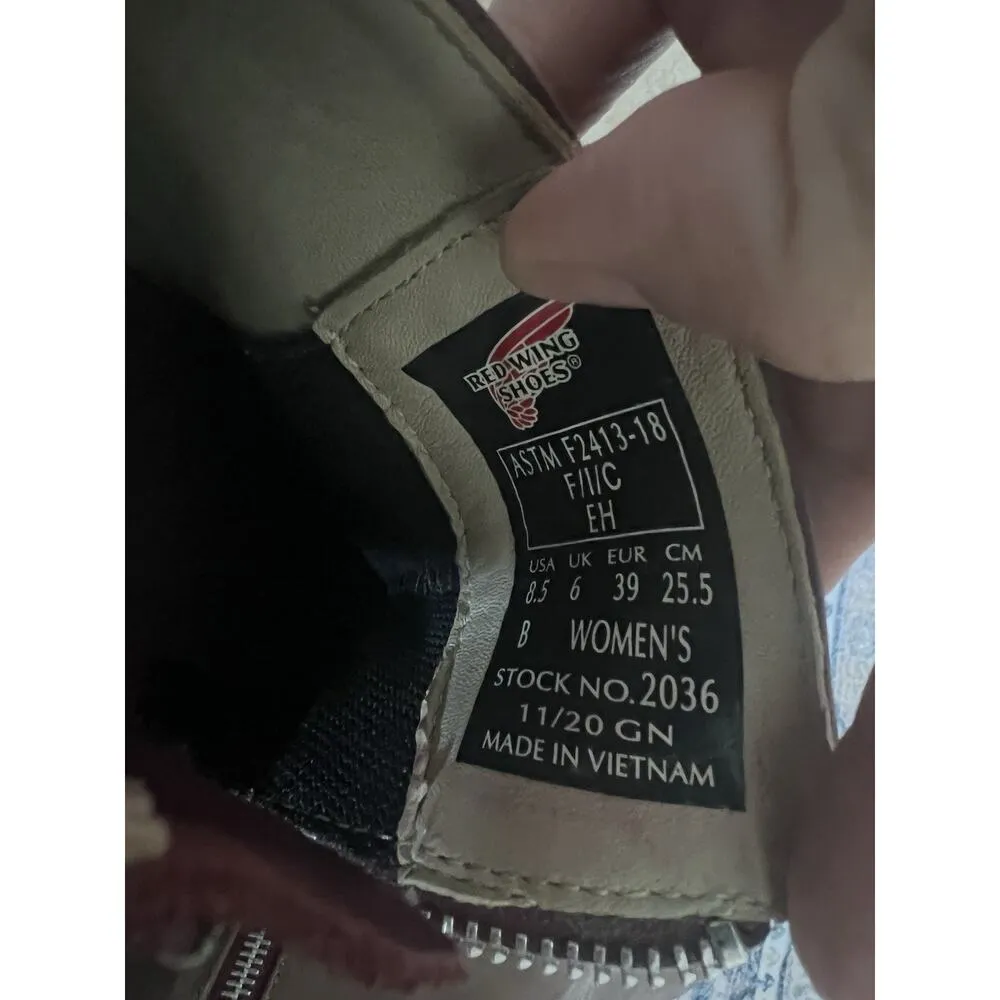 RED WING
SHOES®
ASTM F2413-18
F/I/C
EH
USA UK EUR CM
8.5 6 39 25.5
B WOMEN'S
STOCK NO. 2036
11/20 GN
MADE IN VIETNAM